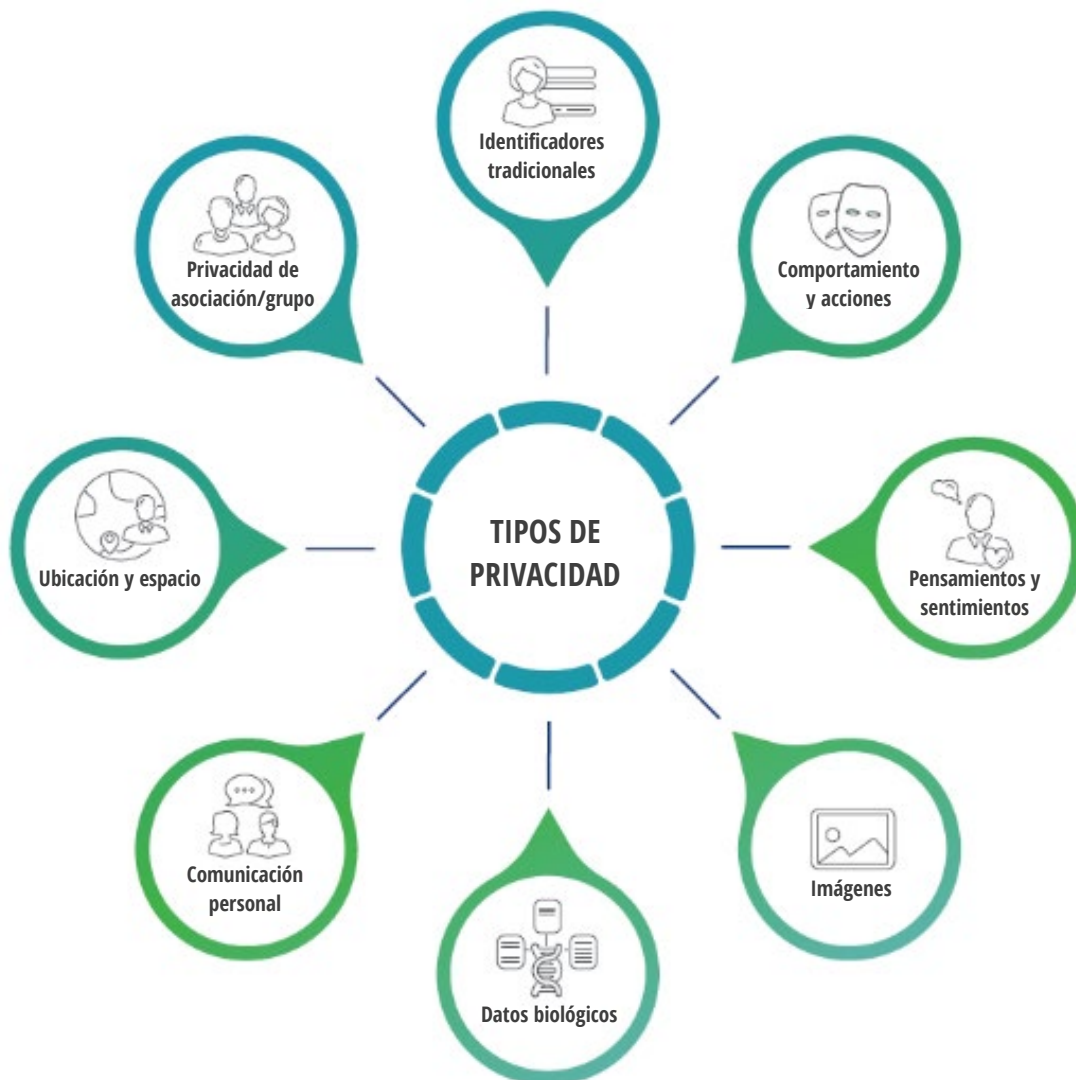 Identificadores
tradicionales
Privacidad de
asociación/grupo
Comportamiento
y acciones
TIPOS DE
PRIVACIDAD
Ubicación y espacio
Pensamientos y
sentimientos
Comunicación
personal
Imágenes
Datos biológicos